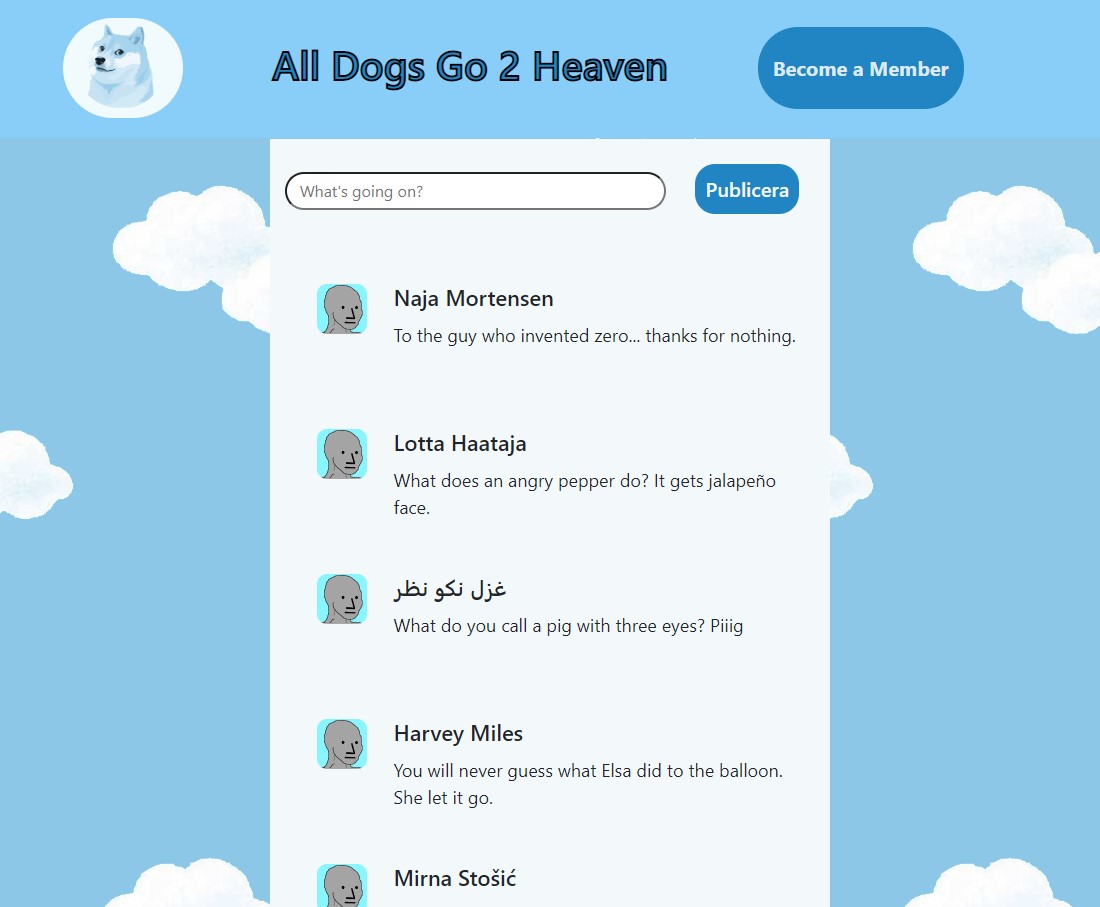 All Dogs Go 2 Heaven
Become a Member
What's going on?
Publicera
Naja Mortensen
To the guy who invented zero... thanks for nothing.
Lotta Haataja
What does an angry pepper do? It gets jalapeño
face.
غزل نكو نظر
What do you call a pig with three eyes? Piiig
Harvey Miles
You will never guess what Elsa did to the balloon.
She let it go.
Mirna Stošić